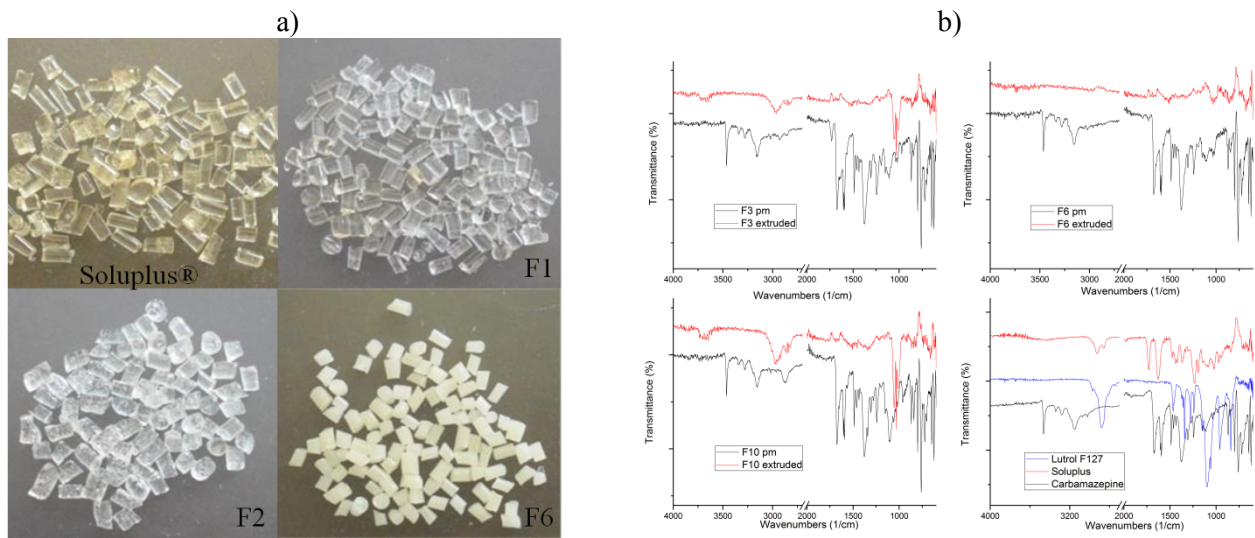 a)
b)
Soluplus®
F1
F2
F6
Transmittance (%)
F3 pm
F3 extruded
4000 3500 3000 2500 2000 1500 1000
Wavenumbers (1/cm)
Transmittance (%)
F6 pm
F6 extruded
4000 3500 3000 2500 2000 1500 1000
Wavenumbers (1/cm)
Transmittance (%)
F10 pm
F10 extruded
4000 3500 3000 2500 2000 1500 1000
Wavenumbers (1/cm)
Transmittance (%)
Lutrol F127
Soluplus
Carbamazepine
4000 3200 2000 1500 1000
Wavenumbers (1/cm)